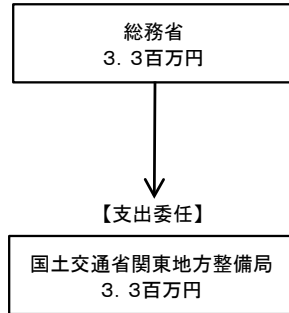 総務省
３．３百万円
【支出委任】
国土交通省関東地方整備局
３．３百万円